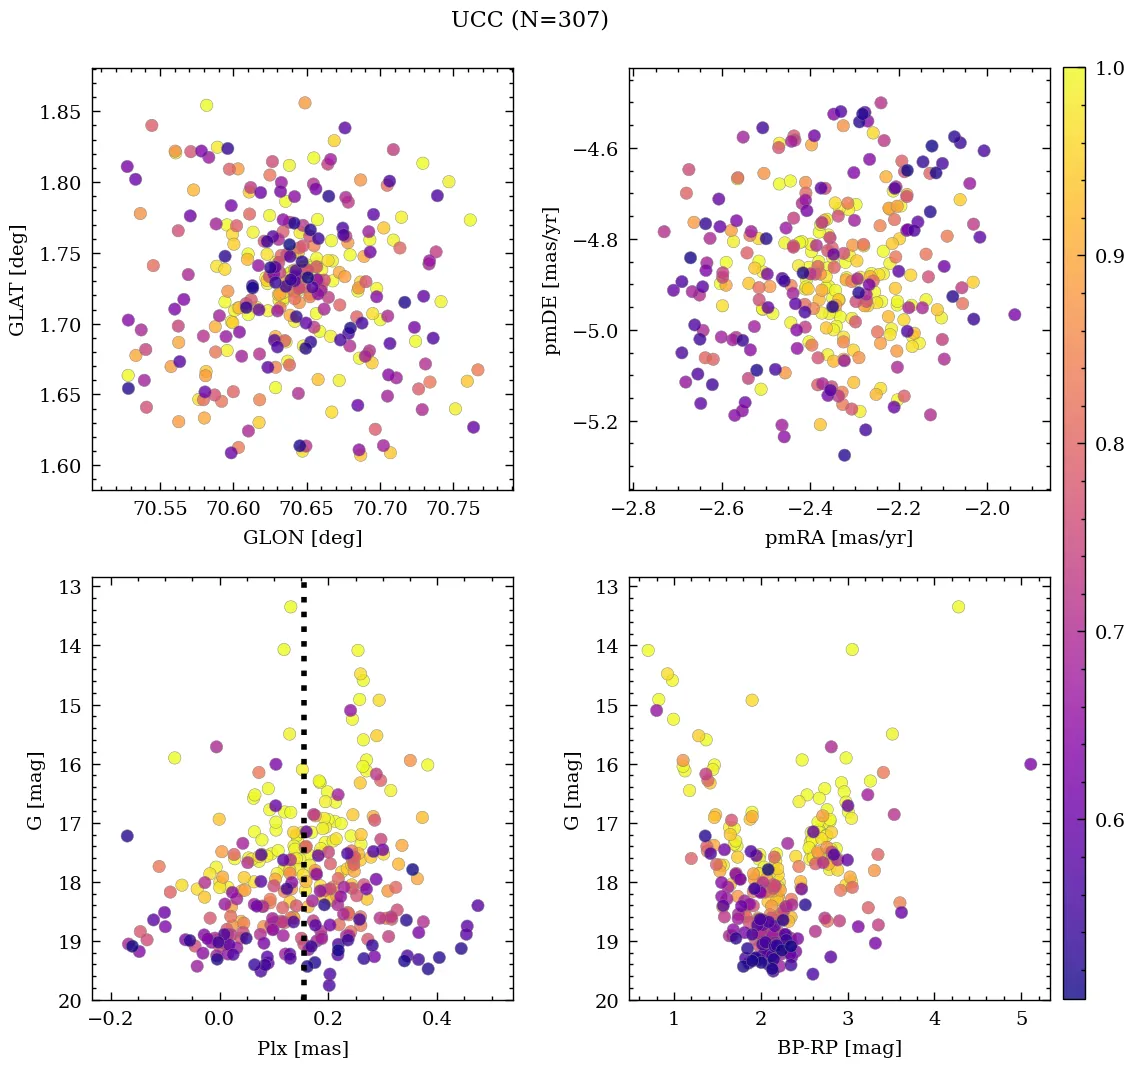 UCC (N=307)
1.85
1.80
1.75
1.70
1.65
1.60
GLAT [deg]
70.55 70.60 70.65 70.70 70.75
GLON [deg]
−4.6
−4.8
−5.0
−5.2
pmDE [mas/yr]
−2.8 −2.6 −2.4 −2.2 −2.0
pmRA [mas/yr]
1.0
0.9
0.8
0.7
0.6
13
14
15
16
17
18
19
20
G [mag]
−0.2 0.0 0.2 0.4
Plx [mas]
13
14
15
16
17
18
19
20
G [mag]
1 2 3 4 5
BP-RP [mag]